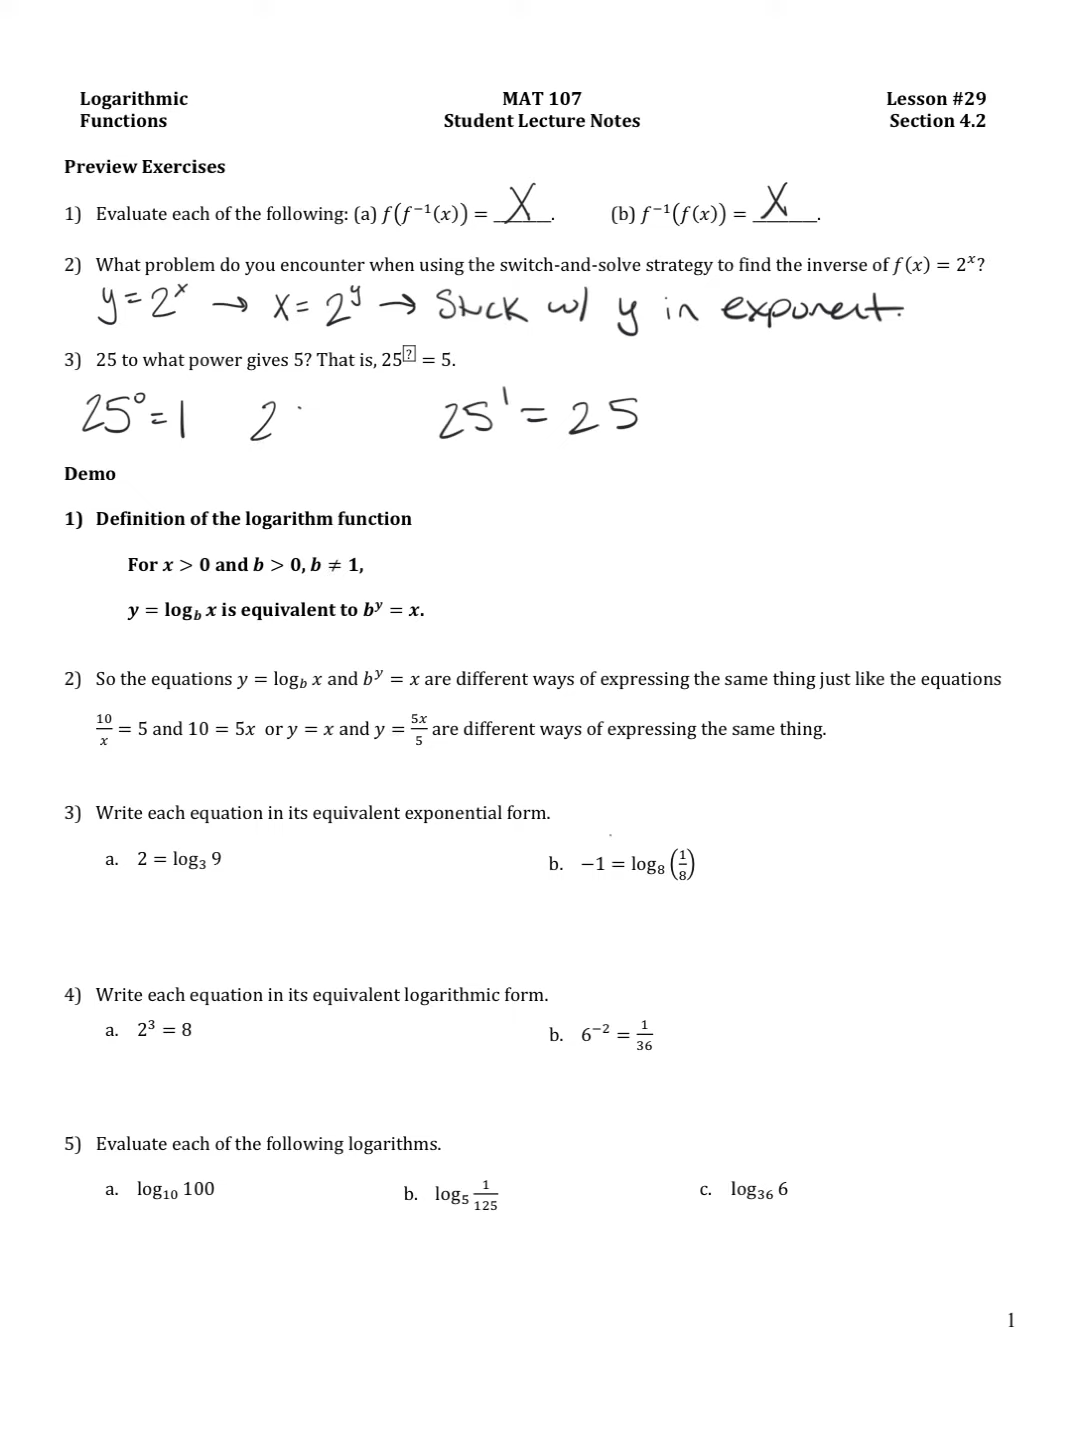 Logarithmic MAT 107 Lesson #29
Functions Student Lecture Notes Section 4.2
Preview Exercises
1) Evaluate each of the following: (a) f(f⁻¹(x)) = X. (b) f⁻¹(f(x)) = X.
2) What problem do you encounter when using the switch-and-solve strategy to find the inverse of f(x) = 2ˣ?
y = 2ˣ → x = 2ʸ → Stuck w/ y in exponent.
3) 25 to what power gives 5? That is, 25^[?] = 5.
25⁰ = 1 2 25¹ = 25
Demo
1) Definition of the logarithm function
For x > 0 and b > 0, b ≠ 1,
y = log_b x is equivalent to bʸ = x.
2) So the equations y = log_b x and bʸ = x are different ways of expressing the same thing just like the equations
10/x = 5 and 10 = 5x or y = x and y = 5x/5 are different ways of expressing the same thing.
3) Write each equation in its equivalent exponential form.
a. 2 = log₃ 9 b. −1 = log₈ (1/8)
4) Write each equation in its equivalent logarithmic form.
a. 2³ = 8 b. 6⁻² = 1/36
5) Evaluate each of the following logarithms.
a. log₁₀ 100 b. log₅ 1/125 c. log₃₆ 6
1